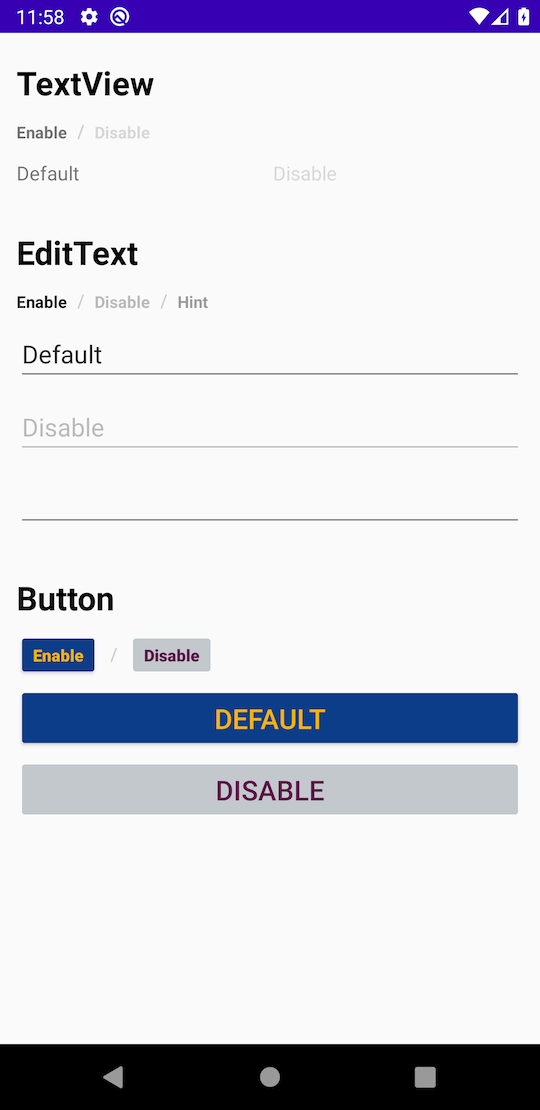 11:58
TextView
Enable / Disable
Default Disable
EditText
Enable / Disable / Hint
Default
Disable
Button
Enable / Disable
DEFAULT
DISABLE